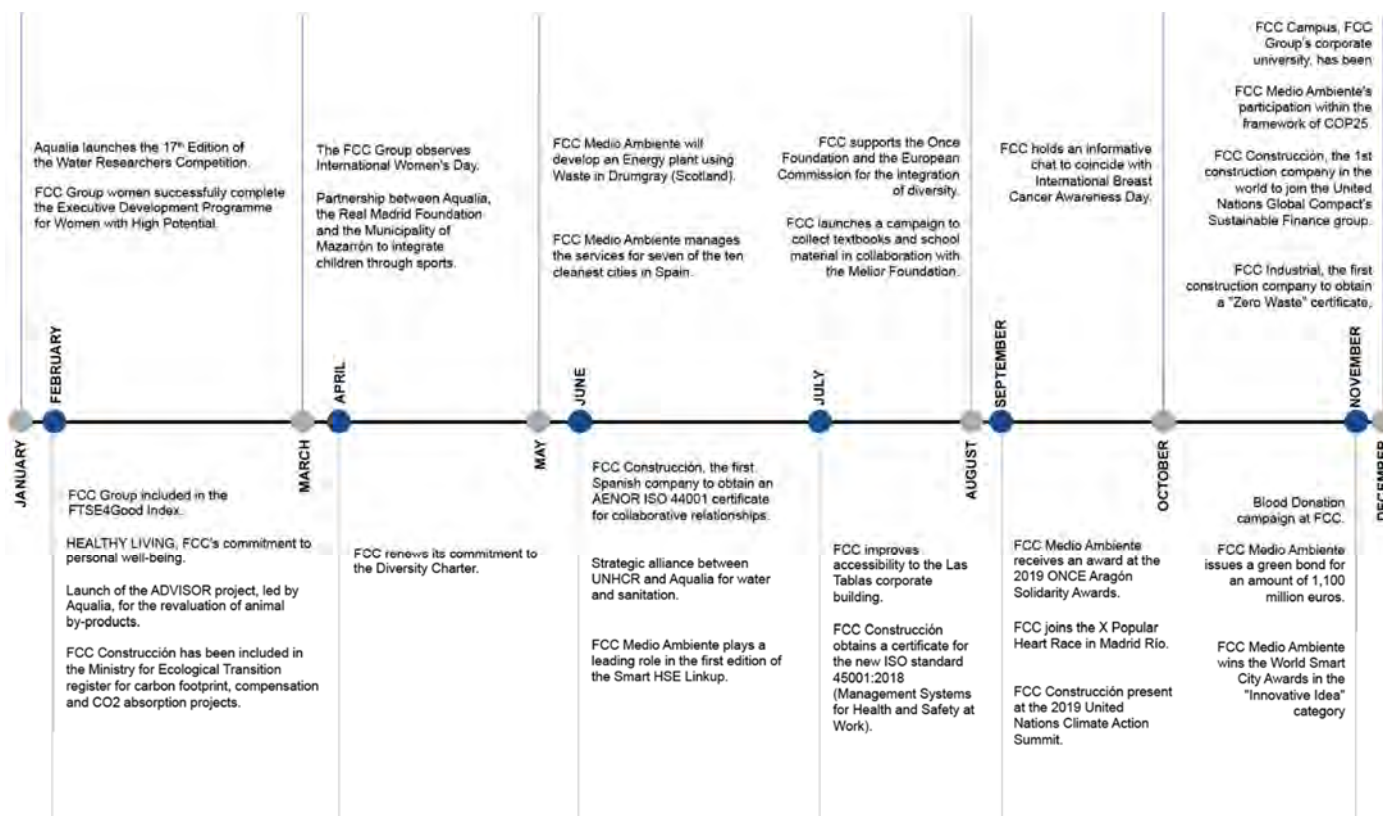 Aqualia launches the 17th Edition of
the Water Researchers Competition.
FCC Group women successfully complete
the Executive Development Programme
for Women with High Potential.
The FCC Group observes
International Women's Day.
Partnership between Aqualia,
the Real Madrid Foundation
and the Municipality of
Mazarrón to integrate
children through sports.
FCC Medio Ambiente will
develop an Energy plant using
Waste in Drumgray (Scotland).
FCC Medio Ambiente manages
the services for seven of the ten
cleanest cities in Spain.
FCC supports the Once
Foundation and the European
Commission for the integration
of diversity.
FCC launches a campaign to
collect textbooks and school
material in collaboration with
the Melior Foundation.
FCC holds an informative
chat to coincide with
International Breast
Cancer Awareness Day.
FCC Campus, FCC
Group's corporate
university, has been
FCC Medio Ambiente's
participation within the
framework of COP25.
FCC Construcción, the 1st
construction company in the
world to join the United
Nations Global Compact's
Sustainable Finance group.
FCC Industrial, the first
construction company to obtain
a "Zero Waste" certificate.
JANUARY
FEBRUARY
MARCH
APRIL
MAY
JUNE
JULY
AUGUST
SEPTEMBER
OCTOBER
NOVEMBER
DECEMBER
FCC Group included in the
FTSE4Good Index.
HEALTHY LIVING, FCC's commitment to
personal well-being.
Launch of the ADVISOR project, led by
Aqualia, for the revaluation of animal
by-products.
FCC Construcción has been included in
the Ministry for Ecological Transition
register for carbon footprint, compensation
and CO2 absorption projects.
FCC renews its commitment to
the Diversity Charter.
FCC Construcción, the first
Spanish company to obtain an
AENOR ISO 44001 certificate
for collaborative relationships.
Strategic alliance between
UNHCR and Aqualia for water
and sanitation.
FCC Medio Ambiente plays a
leading role in the first edition of
the Smart HSE Linkup.
FCC improves
accessibility to the Las
Tablas corporate
building.
FCC Construcción
obtains a certificate for
the new ISO standard
45001:2018
(Management Systems
for Health and Safety at
Work).
FCC Medio Ambiente
receives an award at the
2019 ONCE Aragón
Solidarity Awards.
FCC joins the X Popular
Heart Race in Madrid Río.
FCC Construcción present
at the 2019 United
Nations Climate Action
Summit.
Blood Donation
campaign at FCC.
FCC Medio Ambiente
issues a green bond for
an amount of 1,100
million euros.
FCC Medio Ambiente
wins the World Smart
City Awards in the
"Innovative Idea"
category